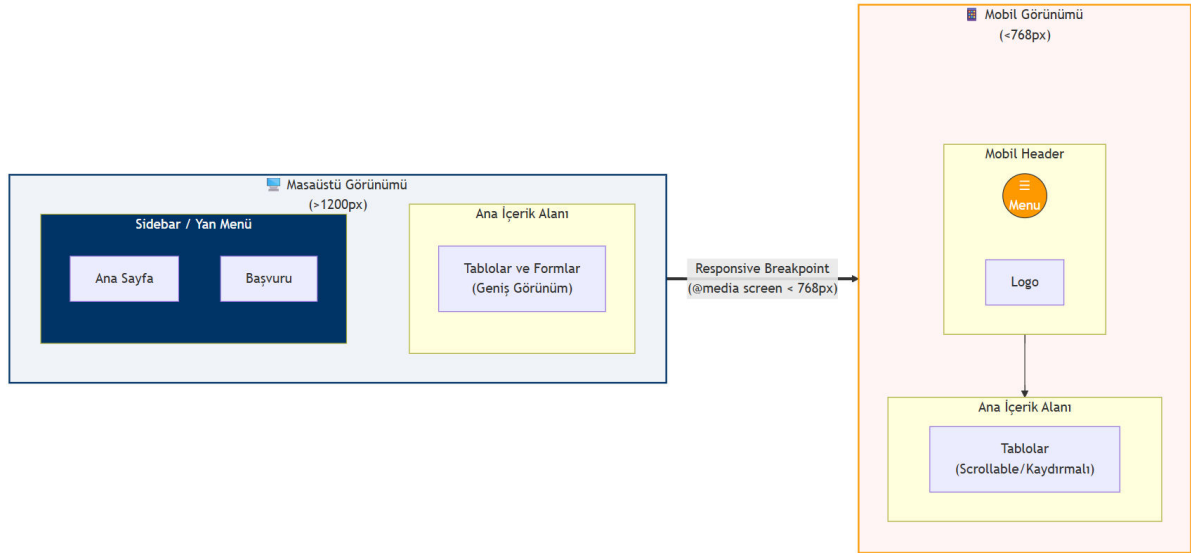 🖥️ Masaüstü Görünümü
(>1200px)
Sidebar / Yan Menü
Ana Sayfa
Başvuru
Ana İçerik Alanı
Tablolar ve Formlar
(Geniş Görünüm)
Responsive Breakpoint
(@media screen < 768px)
📱 Mobil Görünümü
(<768px)
Mobil Header
☰
Menu
Logo
Ana İçerik Alanı
Tablolar
(Scrollable/Kaydırmalı)